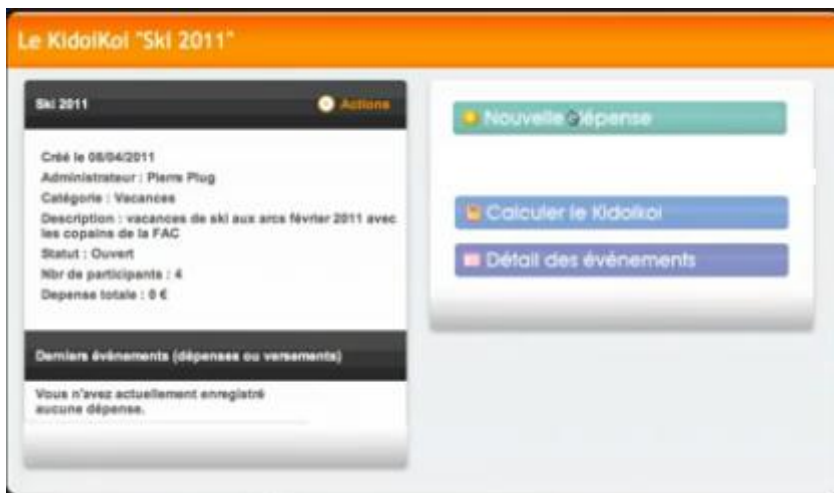 Le KidoiKoi "Ski 2011"
Ski 2011
Actions
Créé le 08/04/2011
Administrateur : Pierre Plug
Catégorie : Vacances
Description : vacances de ski aux arcs février 2011 avec
les copains de la FAC
Statut : Ouvert
Nbr de participants : 4
Depense totale : 0 €
Derniers événements (dépenses ou versements)
Vous n'avez actuellement enregistré
aucune dépense.
Nouvelle dépense
Calculer le Kidoikoi
Détail des événements